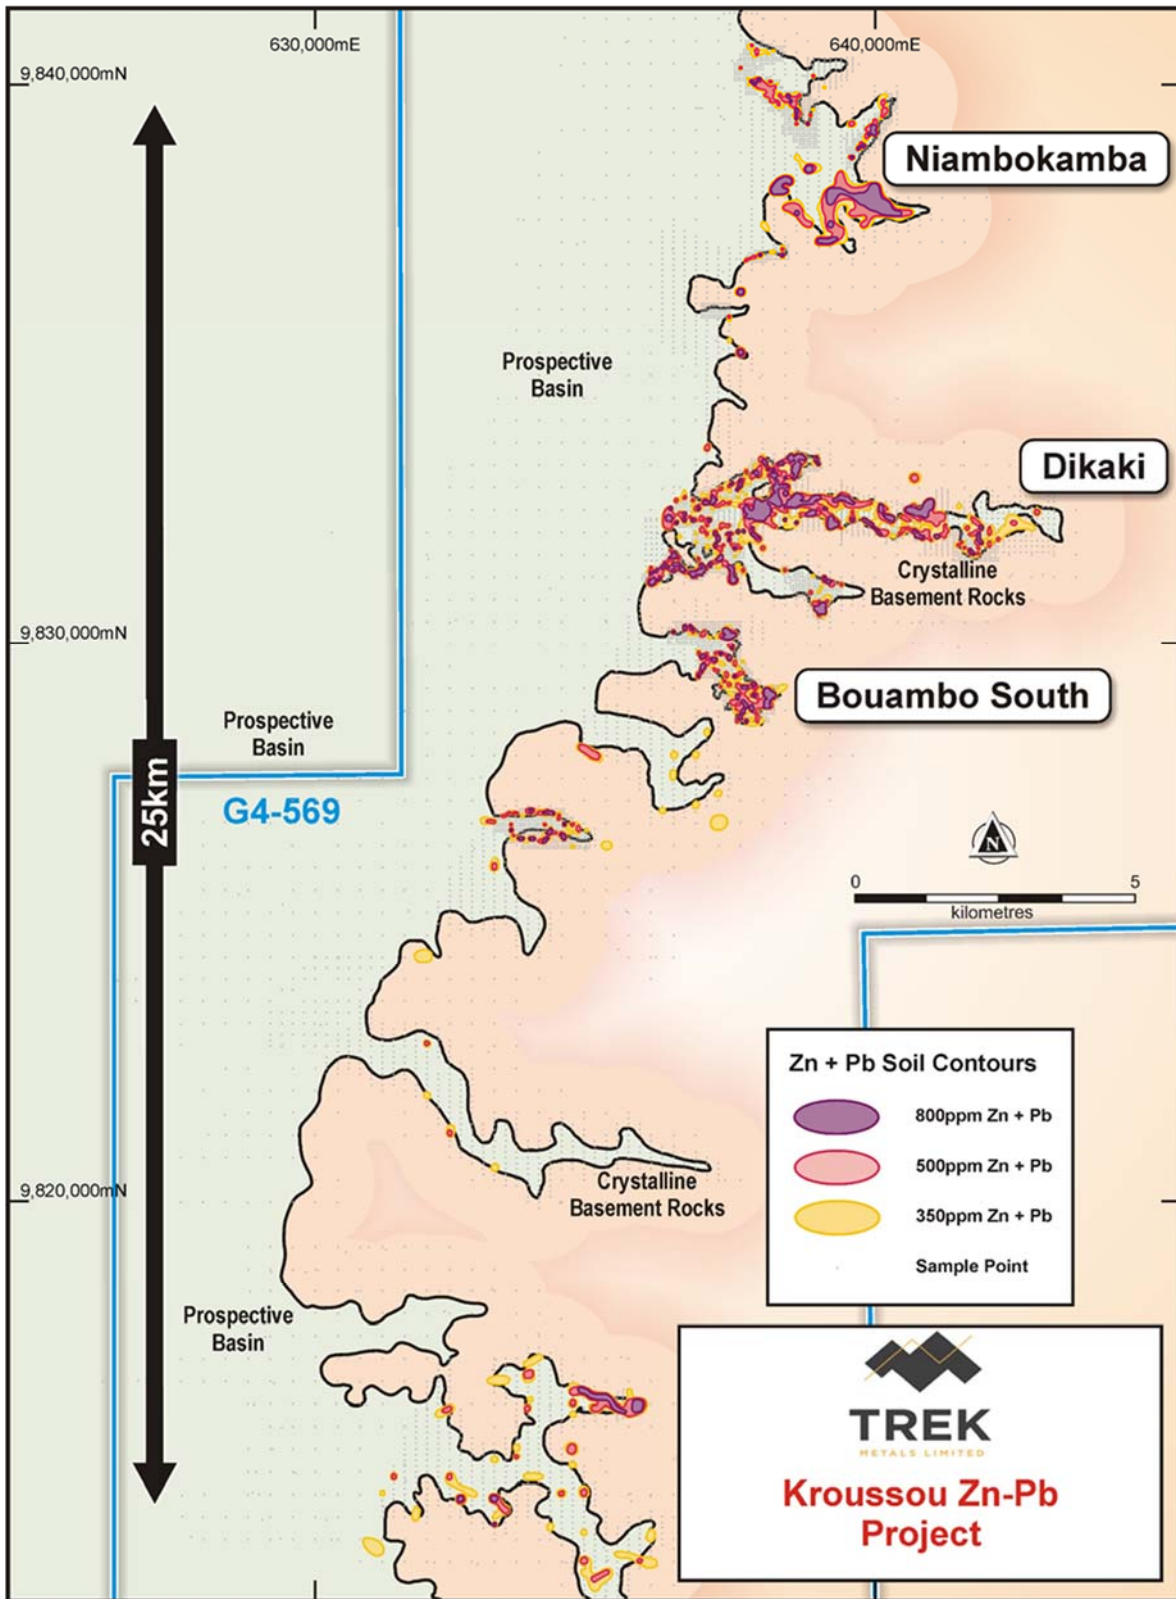 630,000mE
640,000mE
9,840,000mN
Niambokamba
Prospective
Basin
Dikaki
Crystalline
Basement Rocks
9,830,000mN
Bouambo South
Prospective
Basin
25km
G4-569
N
0
5
kilometres
Zn + Pb Soil Contours
800ppm Zn + Pb
500ppm Zn + Pb
350ppm Zn + Pb
Sample Point
Crystalline
Basement Rocks
9,820,000mN
Prospective
Basin
TREK
METALS LIMITED
Kroussou Zn-Pb
Project